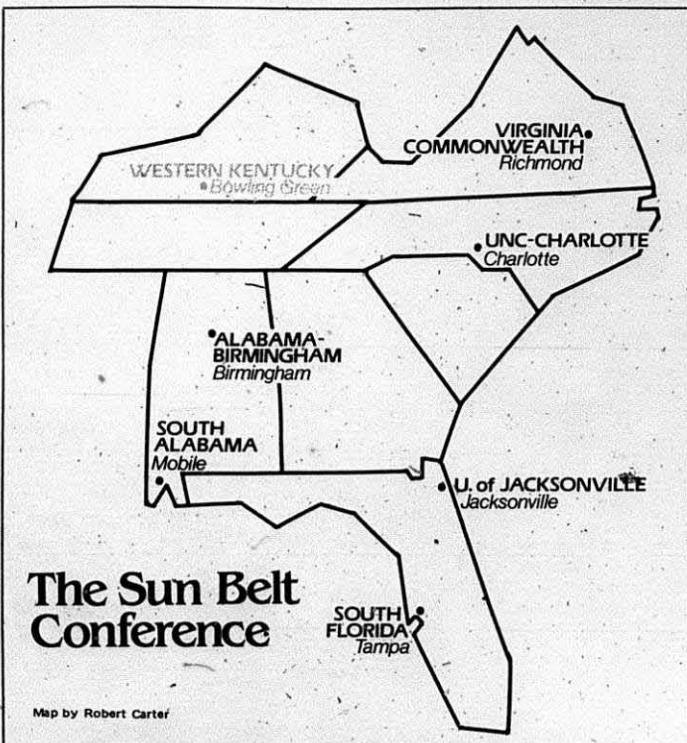 VIRGINIA
COMMONWEALTH
Richmond
WESTERN KENTUCKY
Bowling Green
UNC-CHARLOTTE
Charlotte
ALABAMA-
BIRMINGHAM
Birmingham
SOUTH
ALABAMA
Mobile
U. of JACKSONVILLE
Jacksonville
The Sun Belt
Conference
SOUTH
FLORIDA
Tampa
Map by Robert Carter